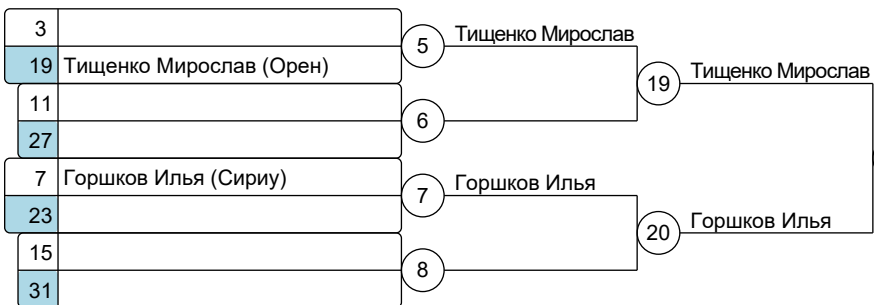 3
19 Тищенко Мирослав (Орен)
11
27
7 Горшков Илья (Сириу)
23
15
31
5 Тищенко Мирослав
6
7 Горшков Илья
8
19 Тищенко Мирослав
20 Горшков Илья